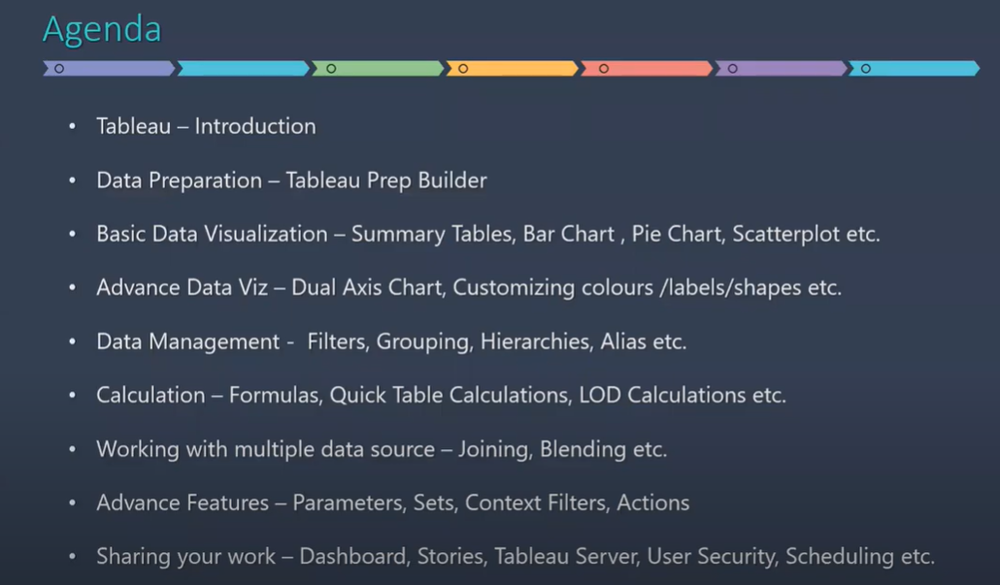 Agenda
• Tableau – Introduction
• Data Preparation – Tableau Prep Builder
• Basic Data Visualization – Summary Tables, Bar Chart , Pie Chart, Scatterplot etc.
• Advance Data Viz – Dual Axis Chart, Customizing colours /labels/shapes etc.
• Data Management -  Filters, Grouping, Hierarchies, Alias etc.
• Calculation – Formulas, Quick Table Calculations, LOD Calculations etc.
• Working with multiple data source – Joining, Blending etc.
• Advance Features – Parameters, Sets, Context Filters, Actions
• Sharing your work – Dashboard, Stories, Tableau Server, User Security, Scheduling etc.